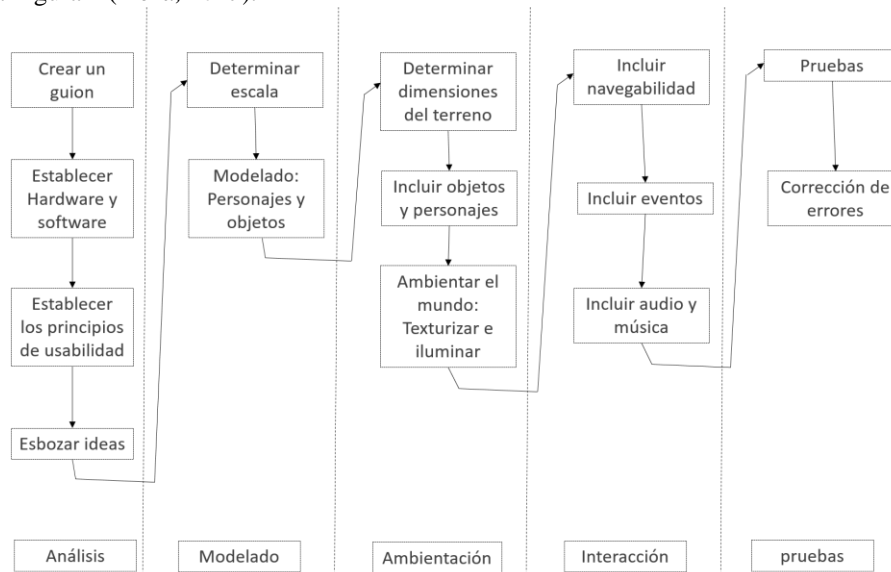 Crear un
guion
Establecer
Hardware y
software
Establecer
los principios
de usabilidad
Esbozar ideas
Análisis
Determinar
escala
Modelado:
Personajes y
objetos
Modelado
Determinar
dimensiones
del terreno
Incluir objetos
y personajes
Ambientar el
mundo:
Texturizar e
iluminar
Ambientación
Incluir
navegabilidad
Incluir eventos
Incluir audio y
música
Interacción
Pruebas
Corrección de
errores
pruebas